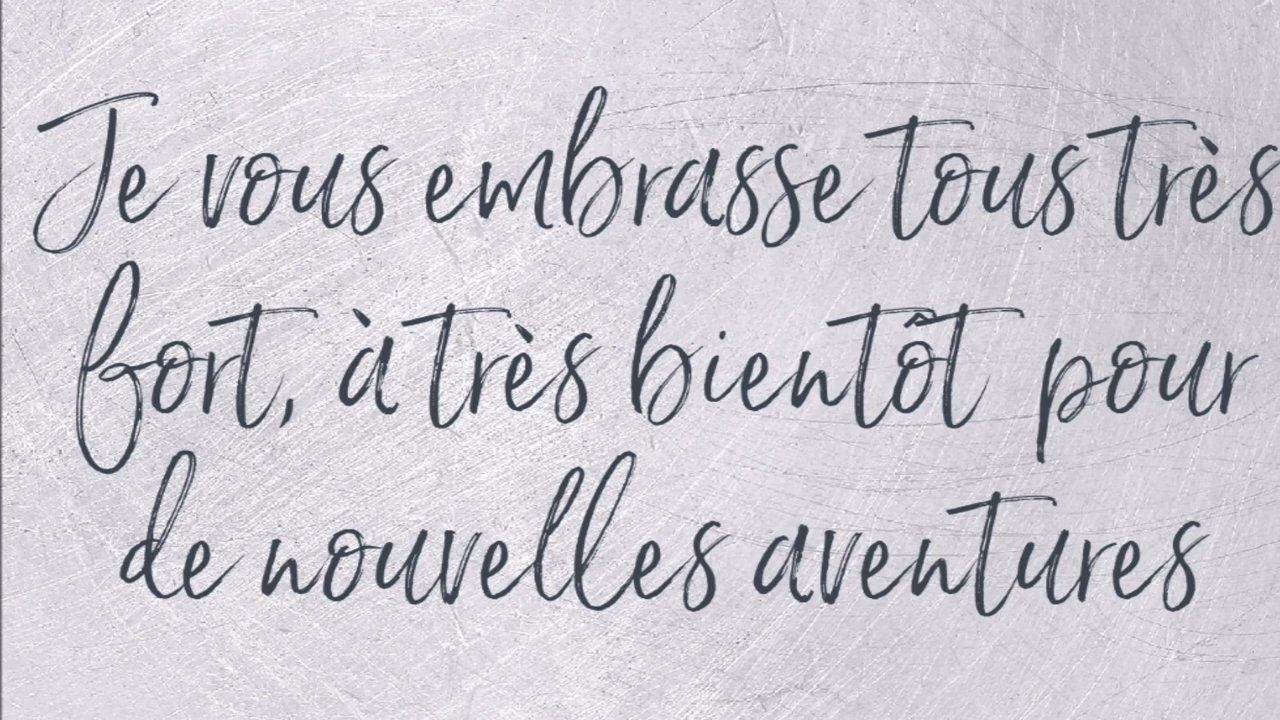 Je vous embrasse tous très
fort, à très bientôt pour
de nouvelles aventures